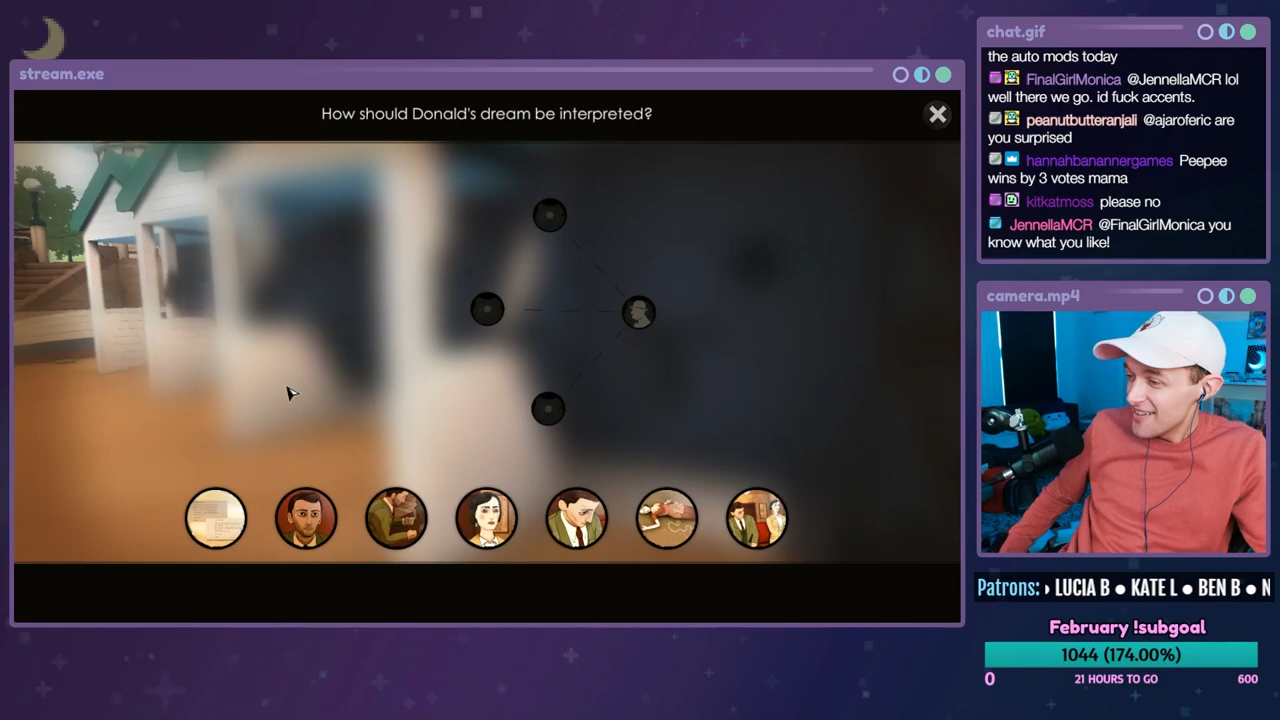 stream.exe
How should Donald's dream be interpreted?
chat.gif
the auto mods today
FinalGirlMonica @JennellaMCR lol
well there we go. id fuck accents.
peanutbutteranjali @ajaroferic are
you surprised
hannahbanannergames Peepee
wins by 3 votes mama
kitkatmoss please no
JennellaMCR @FinalGirlMonica you
know what you like!
camera.mp4
Patrons: LUCIA B ● KATE L ● BEN B ● N
February !subgoal
1044 (174.00%)
0 21 HOURS TO GO 600